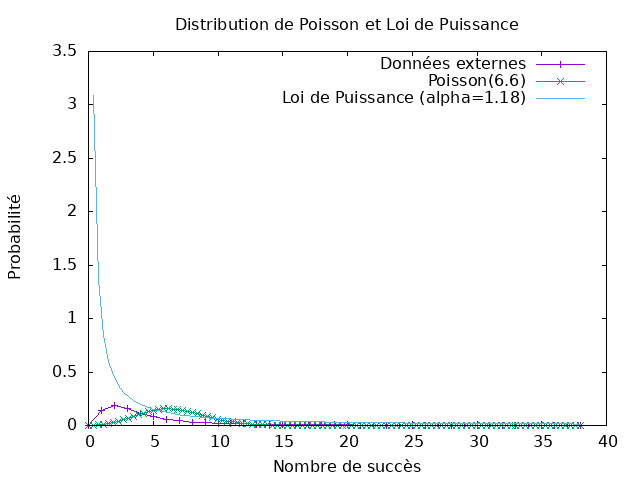 Distribution de Poisson et Loi de Puissance
Données externes
Poisson(6.6)
Loi de Puissance (alpha=1.18)
Probabilité
3.5
3
2.5
2
1.5
1
0.5
0
0 5 10 15 20 25 30 35 40
Nombre de succès